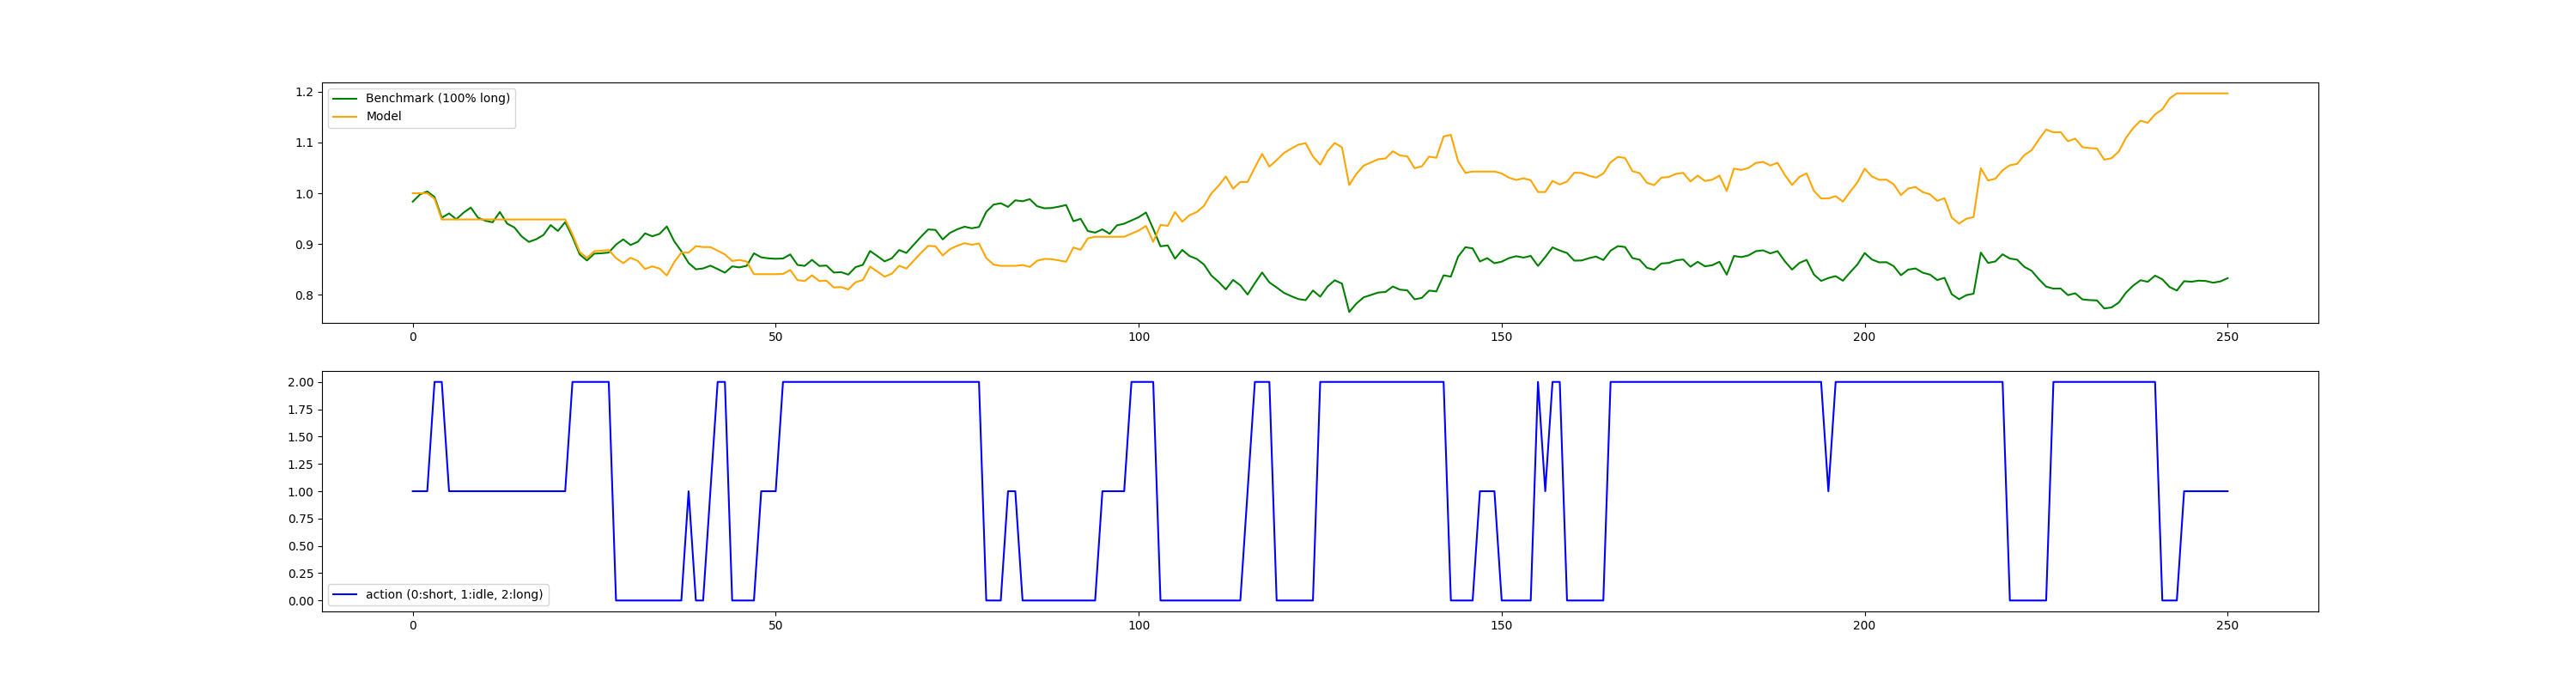 1.2
Benchmark (100% long)
Model
1.1
1.0
0.9
0.8
0 50 100 150 200 250
2.00
1.75
1.50
1.25
1.00
0.75
0.50
0.25
action (0:short, 1:idle, 2:long)
0.00
0 50 100 150 200 250